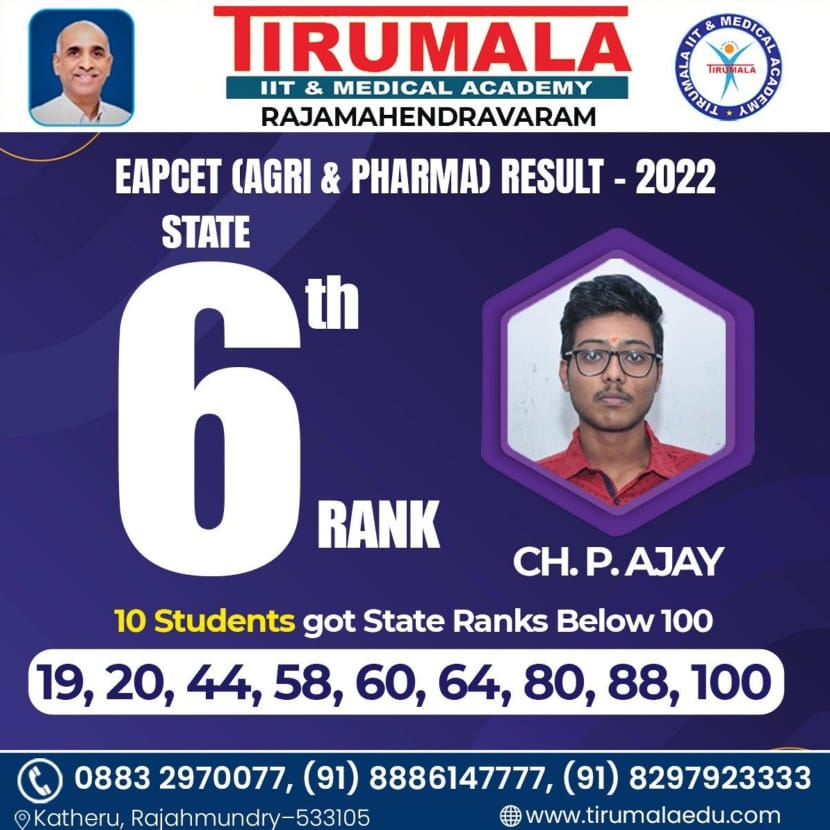 TIRUMALA
IIT & MEDICAL ACADEMY
RAJAMAHENDRAVARAM
TIRUMALA IIT & MEDICAL ACADEMY
TIRUMALA
EAPCET (AGRI & PHARMA) RESULT - 2022
STATE
6th
RANK
CH. P. AJAY
10 Students got State Ranks Below 100
19, 20, 44, 58, 60, 64, 80, 88, 100
0883 2970077, (91) 8886147777, (91) 8297923333
Katheru, Rajahmundry–533105
www.tirumalaedu.com